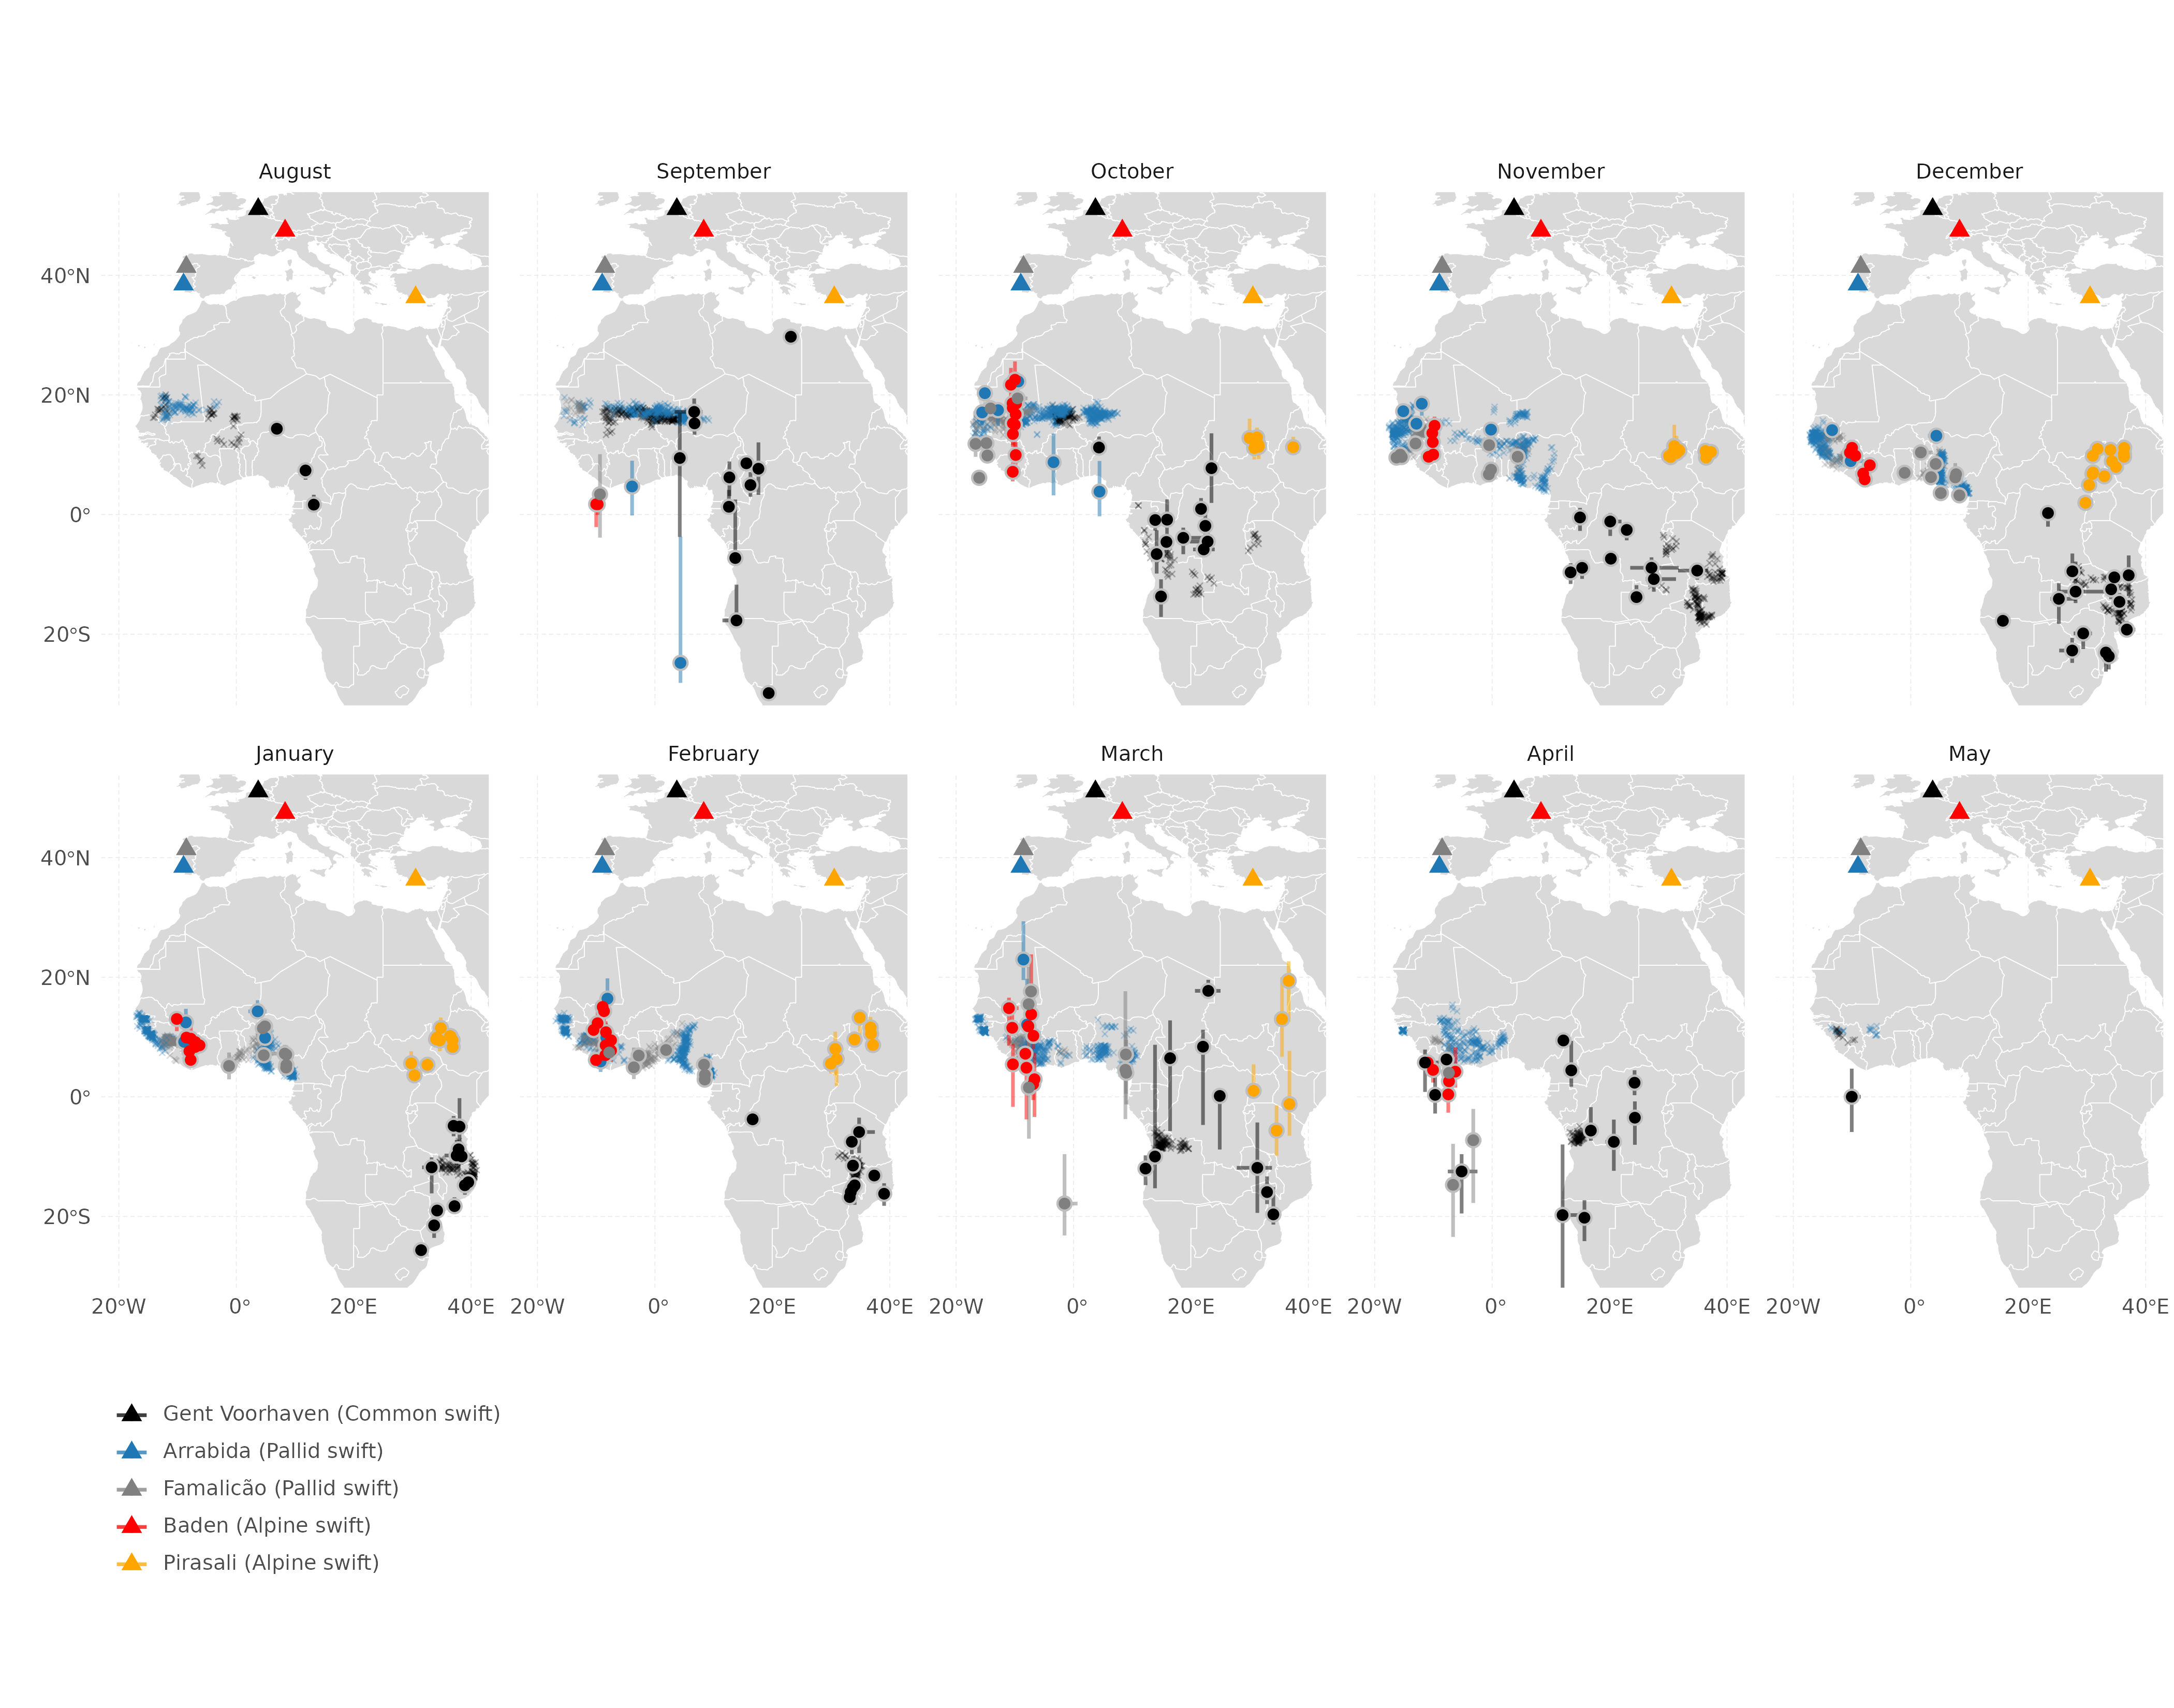 August
September
October
November
December
40°N
20°N
0°
20°S
January
February
March
April
May
40°N
20°N
0°
20°S
20°W 0° 20°E 40°E 20°W 0° 20°E 40°E 20°W 0° 20°E 40°E 20°W 0° 20°E 40°E 20°W 0° 20°E 40°E
Gent Voorhaven (Common swift)
Arrabida (Pallid swift)
Famalicão (Pallid swift)
Baden (Alpine swift)
Pirasali (Alpine swift)